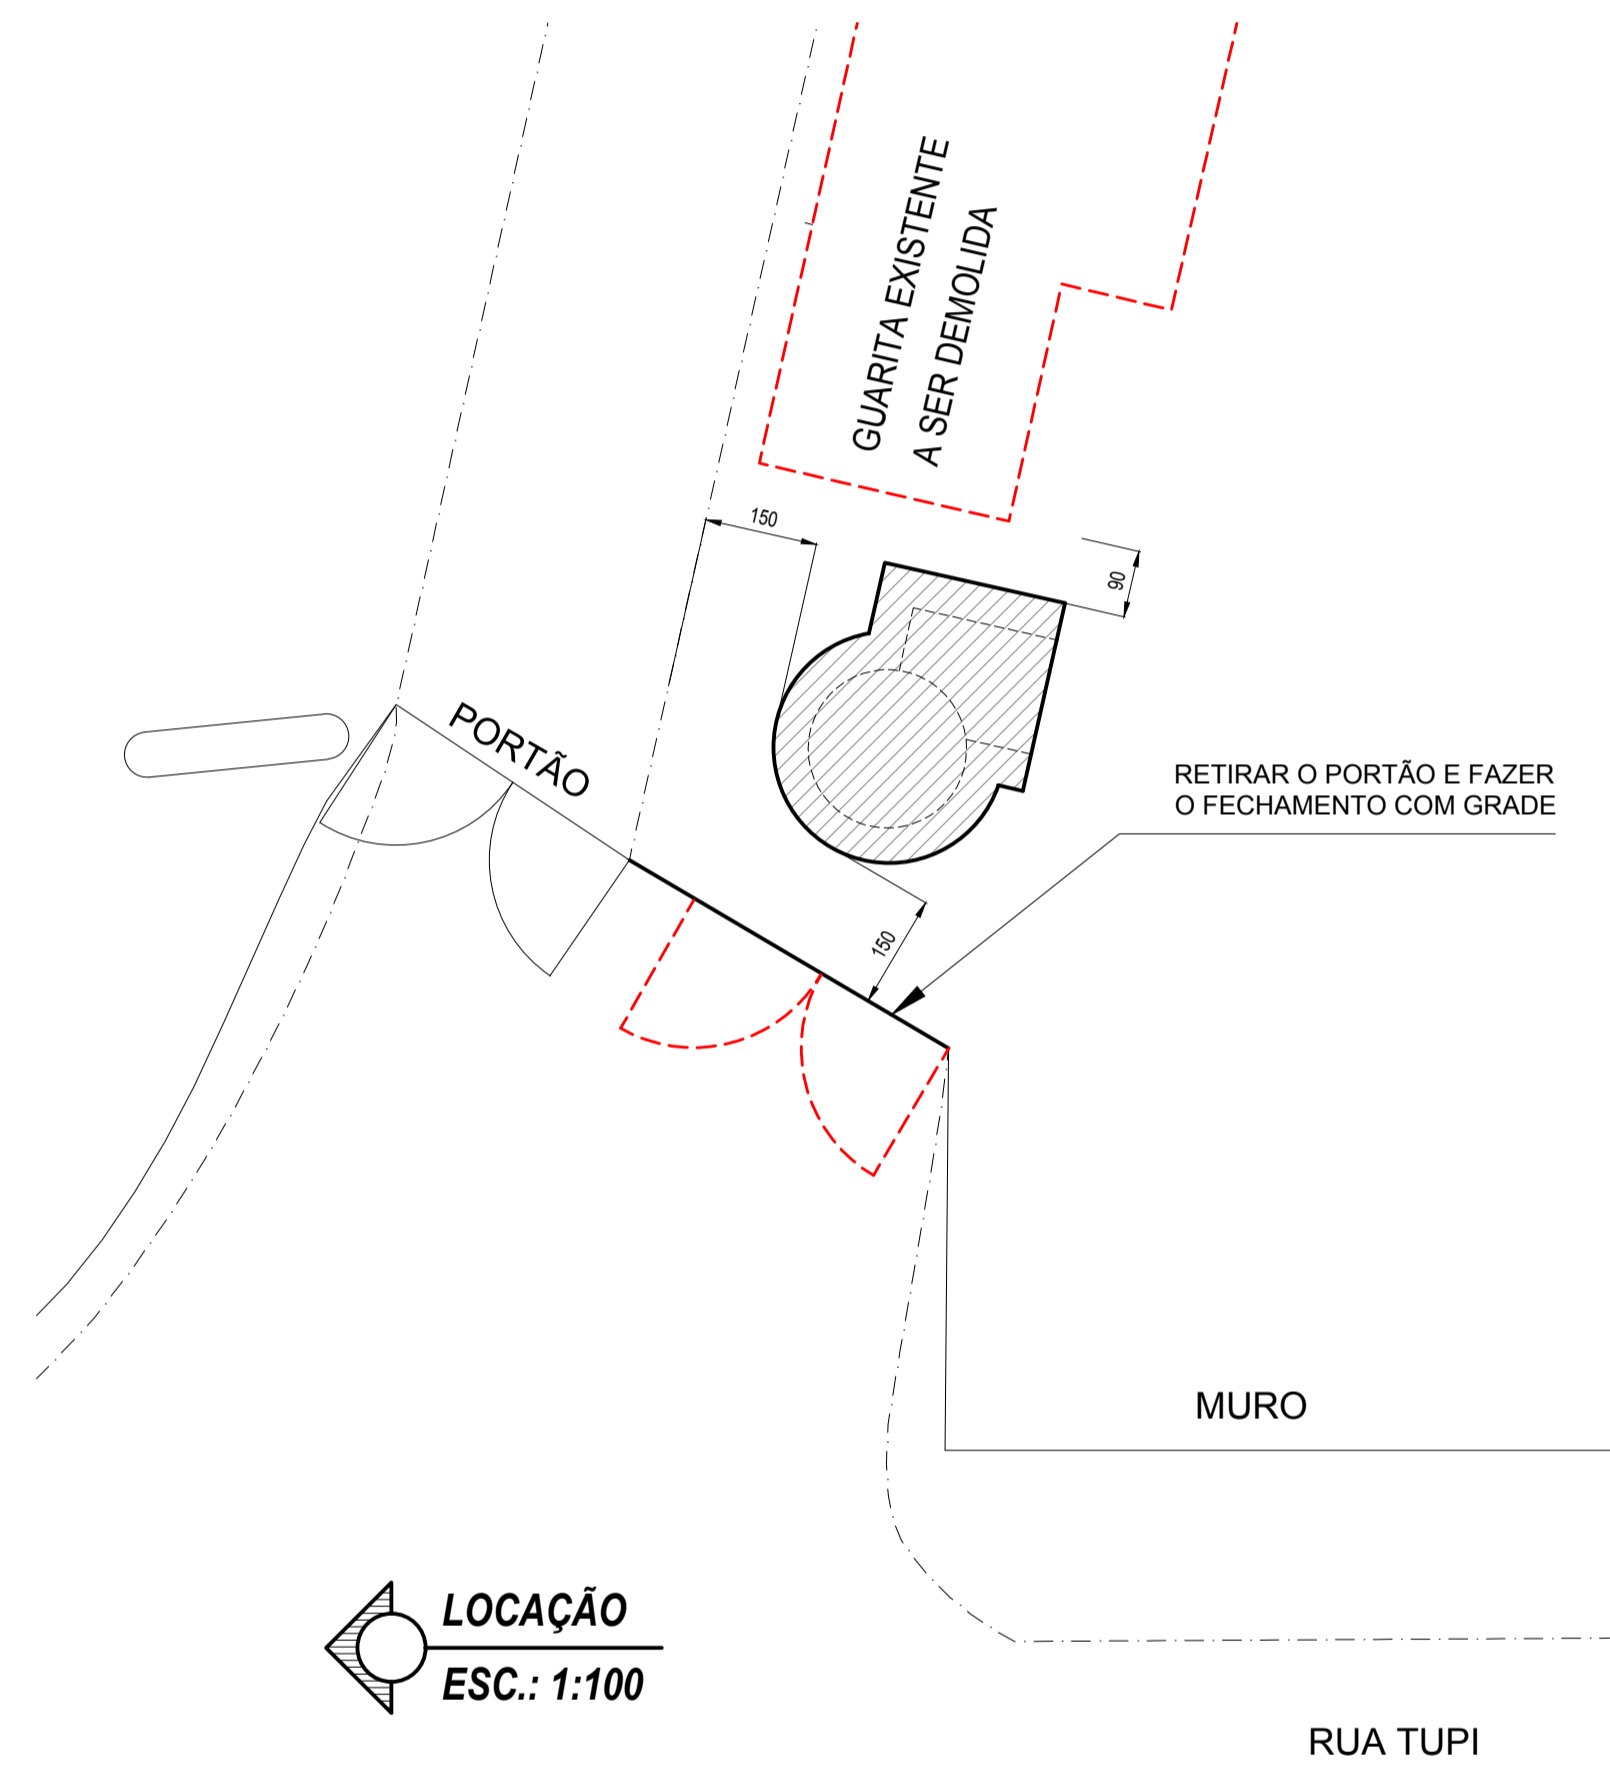 GUARITA EXISTENTE
A SER DEMOLIDA
150
90
PORTÃO
RETIRAR O PORTÃO E FAZER
O FECHAMENTO COM GRADE
150
MURO
LOCAÇÃO
ESC.: 1:100
RUA TUPI